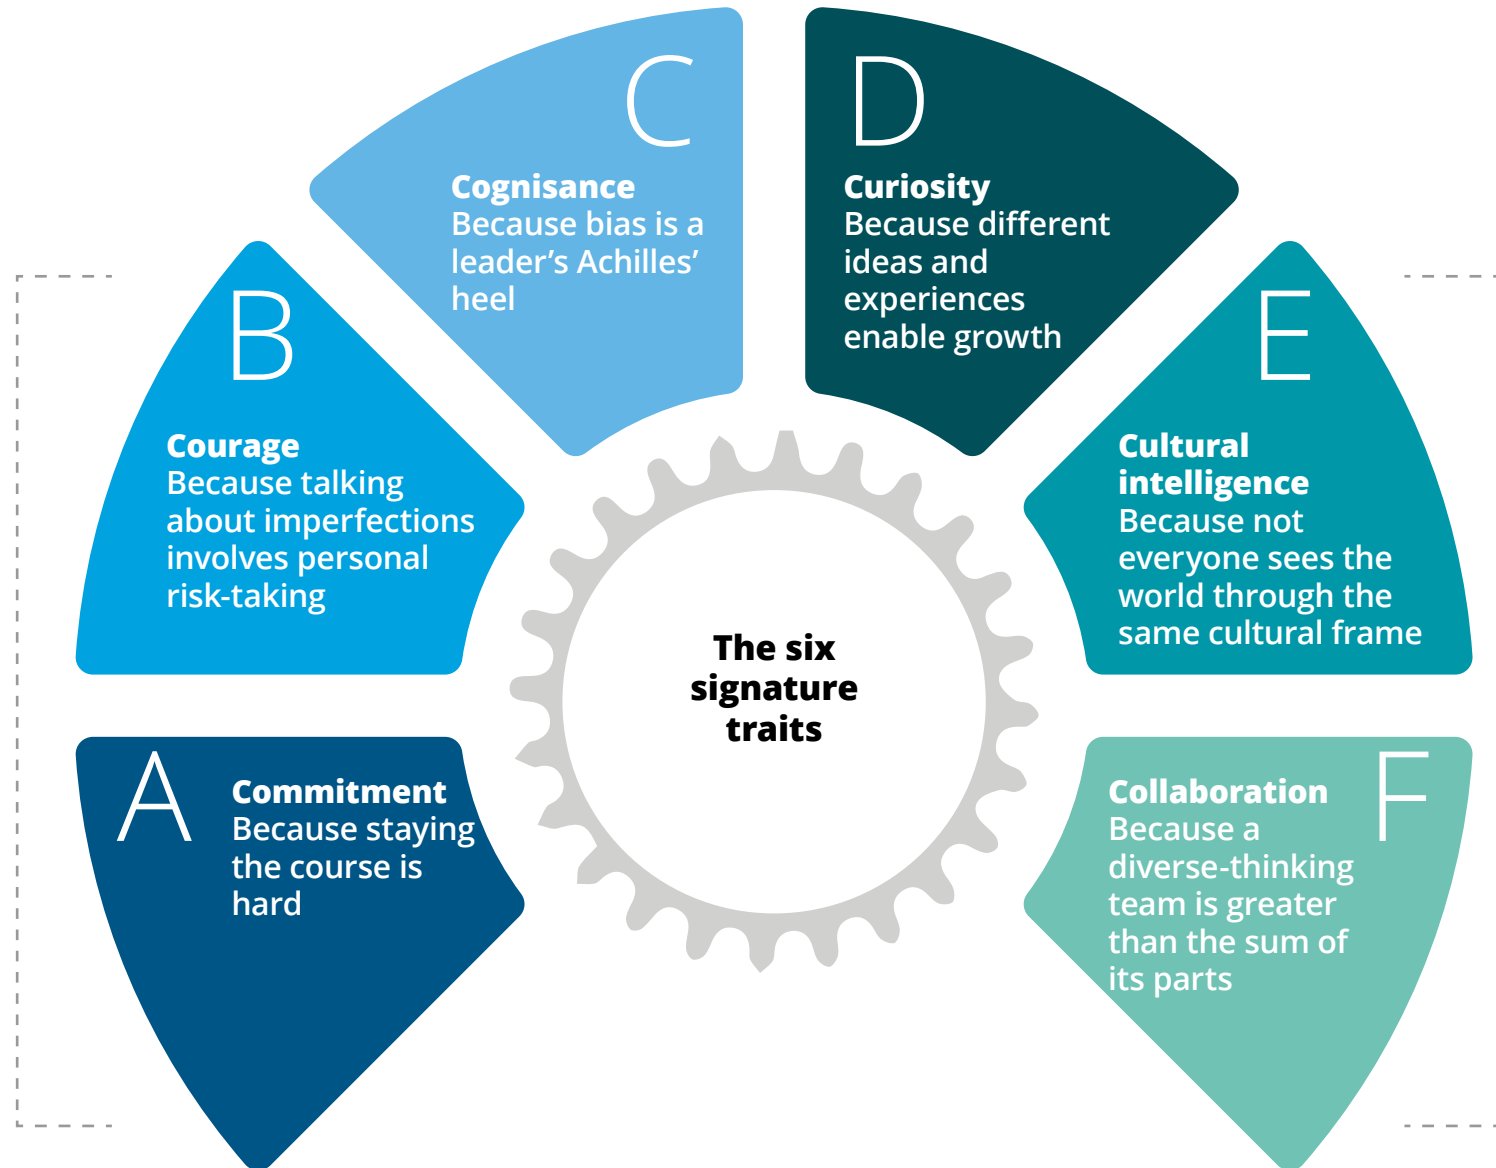 A
Commitment
Because staying
the course is
hard
B
Courage
Because talking
about imperfections
involves personal
risk-taking
C
Cognisance
Because bias is a
leader’s Achilles’
heel
D
Curiosity
Because different
ideas and
experiences
enable growth
E
Cultural
intelligence
Because not
everyone sees the
world through the
same cultural frame
F
Collaboration
Because a
diverse-thinking
team is greater
than the sum of
its parts
The six
signature
traits